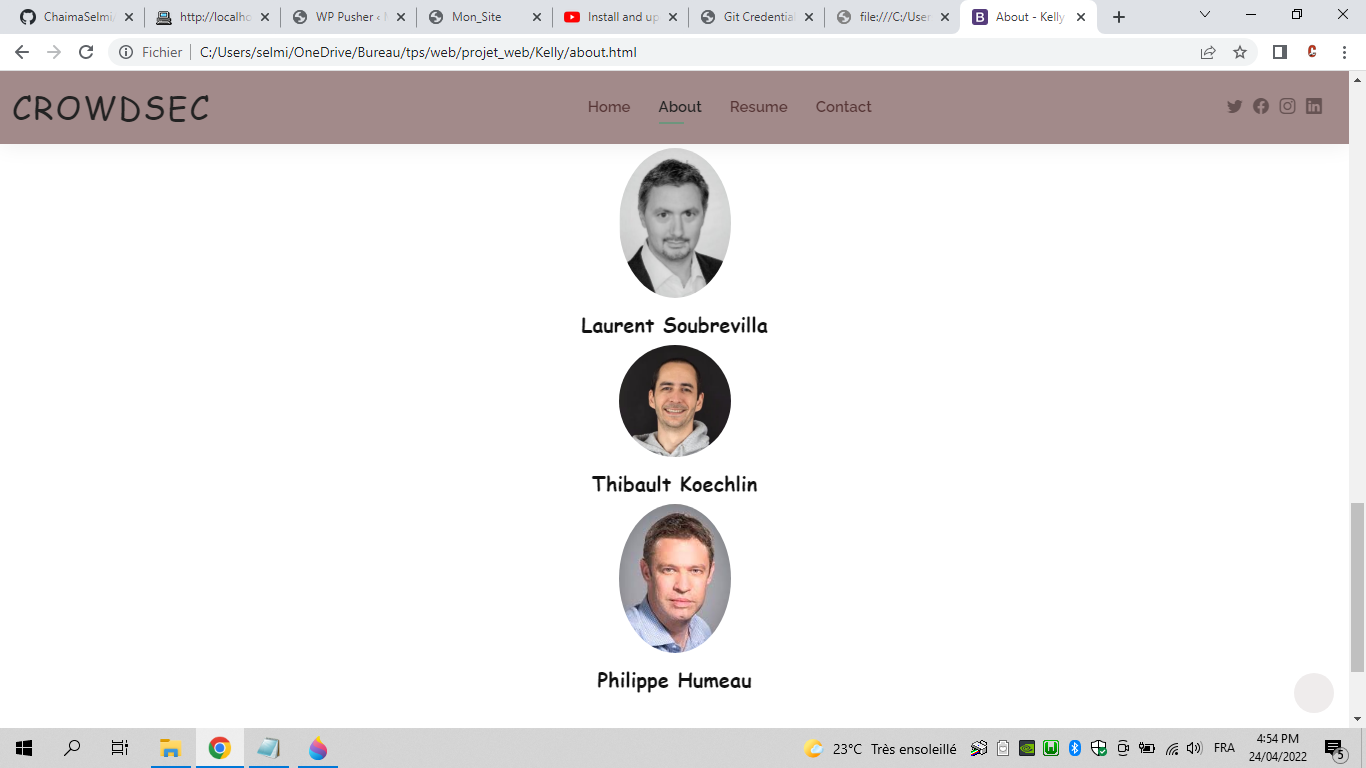 ChaimaSelmi/
http://localho
WP Pusher ‹ M
Mon_Site
Install and up
Git Credential
file:///C:/User
About - Kelly
Fichier
C:/Users/selmi/OneDrive/Bureau/tps/web/projet_web/Kelly/about.html
CROWDSEC
Home
About
Resume
Contact
Laurent Soubrevilla
Thibault Koechlin
Philippe Humeau
23°C Très ensoleillé
FRA
4:54 PM
24/04/2022
5